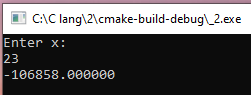 C:\C lang\2\cmake-build-debug\_2.exe
Enter x:
23
-106858.000000